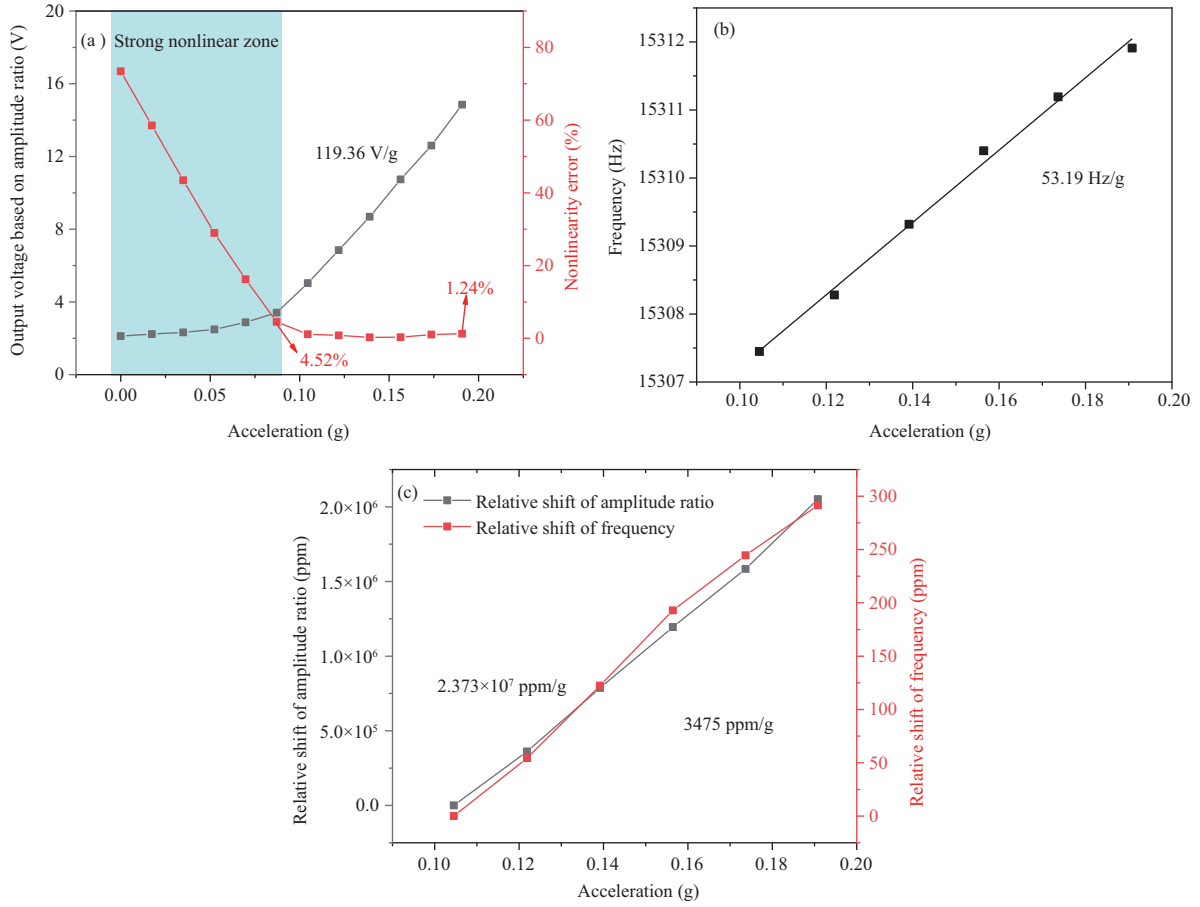 (a )
Strong nonlinear zone
Output voltage based on amplitude ratio (V)
20
16
12
8
4
0
119.36 V/g
1.24%
4.52%
80
60
40
20
0
Nonlinearity error (%)
0.00
0.05
0.10
0.15
0.20
Acceleration (g)
(b)
Frequency (Hz)
15312
15311
15310
15309
15308
15307
53.19 Hz/g
0.10
0.12
0.14
0.16
0.18
0.20
Acceleration (g)
(c)
Relative shift of amplitude ratio
Relative shift of frequency
Relative shift of amplitude ratio (ppm)
2.0×10⁶
1.5×10⁶
1.0×10⁶
5.0×10⁵
0.0
2.373×10⁷ ppm/g
3475 ppm/g
300
250
200
150
100
50
0
Relative shift of frequency (ppm)
0.10
0.12
0.14
0.16
0.18
0.20
Acceleration (g)